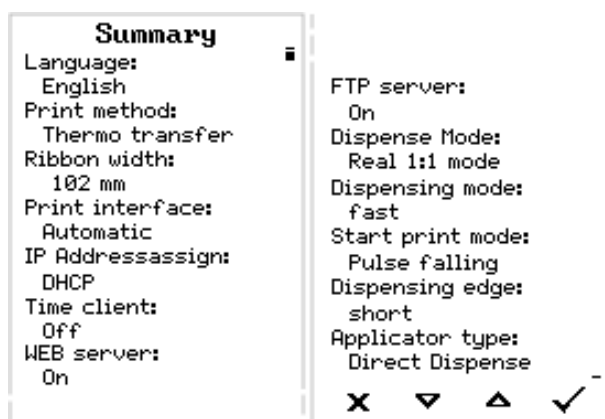 Summary
Language:
English
Print method:
Thermo transfer
Ribbon width:
102 mm
Print interface:
Automatic
IP Addressassign:
DHCP
Time client:
Off
WEB server:
On
FTP server:
On
Dispense Mode:
Real 1:1 mode
Dispensing mode:
fast
Start print mode:
Pulse falling
Dispensing edge:
short
Applicator type:
Direct Dispense